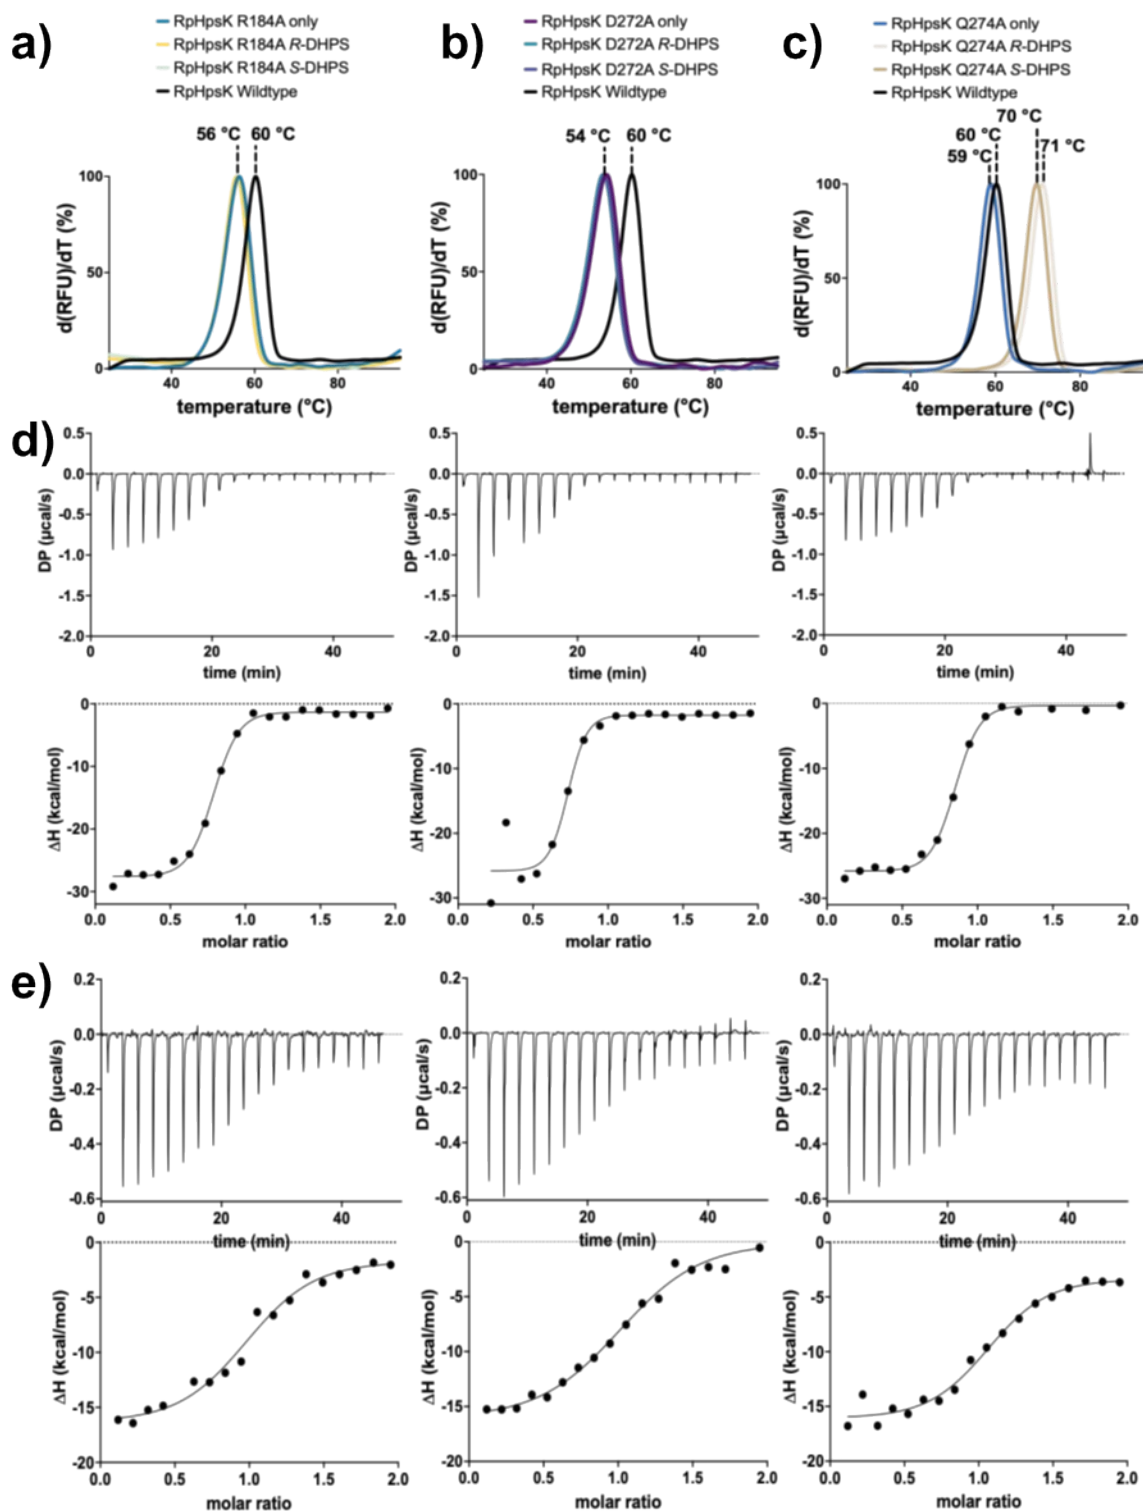 a)
RpHpsK R184A only
RpHpsK R184A R-DHPS
RpHpsK R184A S-DHPS
RpHpsK Wildtype
56 °C 60 °C
100
50
0
d(RFU)/dT (%)
40 60 80
temperature (°C)
b)
RpHpsK D272A only
RpHpsK D272A R-DHPS
RpHpsK D272A S-DHPS
RpHpsK Wildtype
54 °C 60 °C
100
50
0
d(RFU)/dT (%)
40 60 80
temperature (°C)
c)
RpHpsK Q274A only
RpHpsK Q274A R-DHPS
RpHpsK Q274A S-DHPS
RpHpsK Wildtype
70 °C
60 °C
71 °C
59 °C
100
50
0
d(RFU)/dT (%)
40 60 80
temperature (°C)
d)
0.5
0.0
-0.5
-1.0
-1.5
-2.0
DP (µcal/s)
0 20 40
time (min)
0.5
0.0
-0.5
-1.0
-1.5
-2.0
DP (µcal/s)
0 20 40
time (min)
0.5
0.0
-0.5
-1.0
-1.5
-2.0
DP (µcal/s)
0 20 40
time (min)
0
-10
-20
-30
ΔH (kcal/mol)
0.0 0.5 1.0 1.5 2.0
molar ratio
0
-10
-20
-30
ΔH (kcal/mol)
0.0 0.5 1.0 1.5 2.0
molar ratio
0
-10
-20
-30
ΔH (kcal/mol)
0.0 0.5 1.0 1.5 2.0
molar ratio
e)
0.2
0.0
-0.2
-0.4
-0.6
DP (µcal/s)
0 20 40
time (min)
0.2
0.0
-0.2
-0.4
-0.6
DP (µcal/s)
0 20 40
time (min)
0.2
0.0
-0.2
-0.4
-0.6
DP (µcal/s)
0 20 40
time (min)
0
-5
-10
-15
-20
ΔH (kcal/mol)
0.0 0.5 1.0 1.5 2.0
molar ratio
0
-5
-10
-15
-20
ΔH (kcal/mol)
0.0 0.5 1.0 1.5 2.0
molar ratio
0
-5
-10
-15
-20
ΔH (kcal/mol)
0.0 0.5 1.0 1.5 2.0
molar ratio